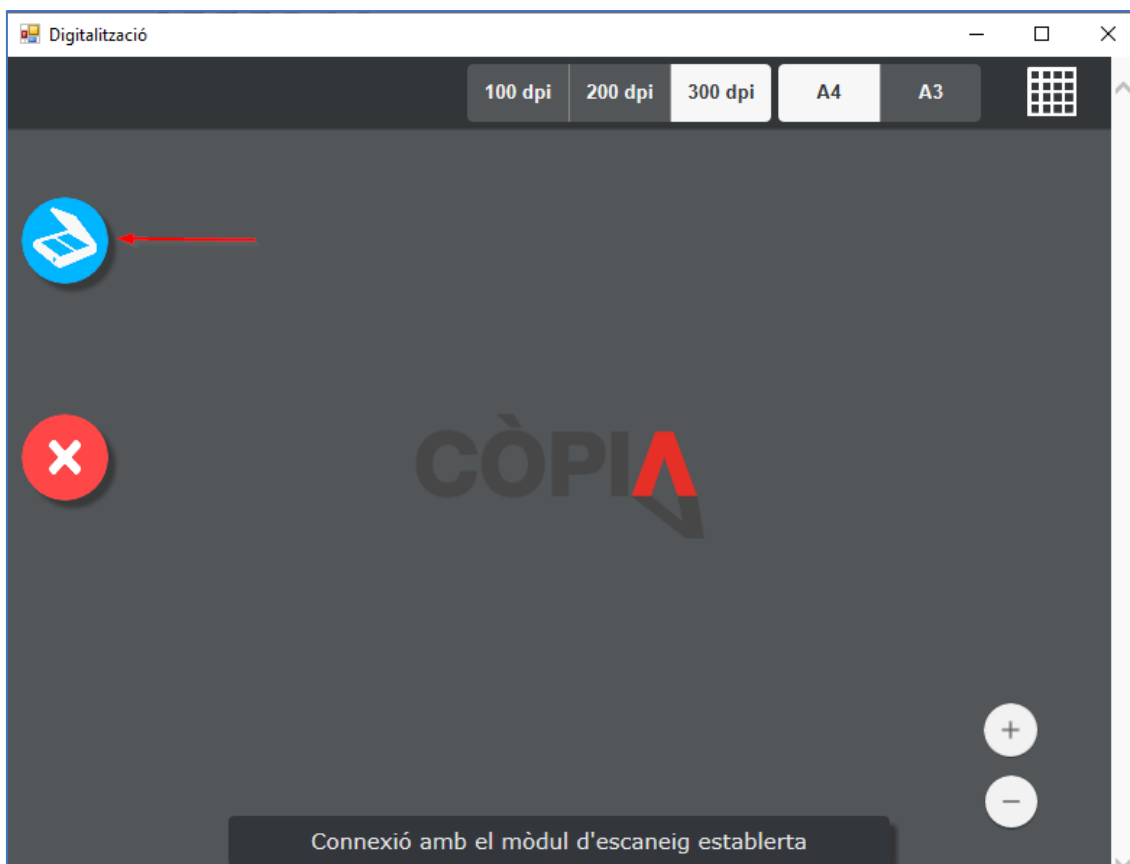 Digitalització
100 dpi 200 dpi 300 dpi A4 A3
CÒPIA
Connexió amb el mòdul d'escaneig establerta